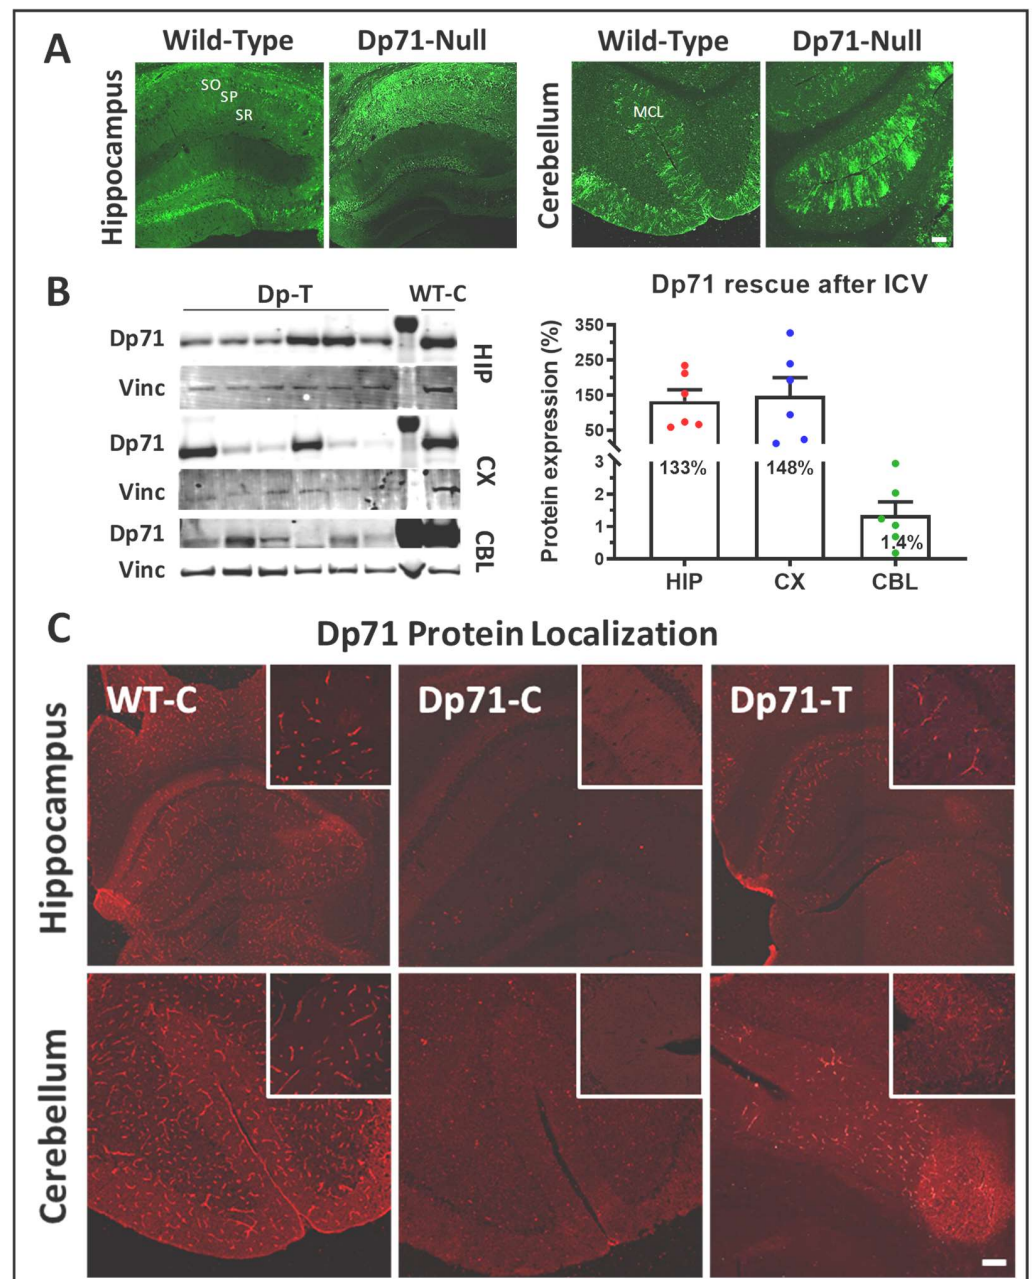 A
Wild-Type
Dp71-Null
Wild-Type
Dp71-Null
Hippocampus
SO
SP
SR
Cerebellum
MCL
B
Dp-T
WT-C
Dp71
Vinc
HIP
Dp71
Vinc
CX
Dp71
Vinc
CBL
Dp71 rescue after ICV
Protein expression (%)
350
250
150
50
3
2
1
0
133%
148%
1.4%
HIP
CX
CBL
C
Dp71 Protein Localization
Hippocampus
WT-C
Dp71-C
Dp71-T
Cerebellum